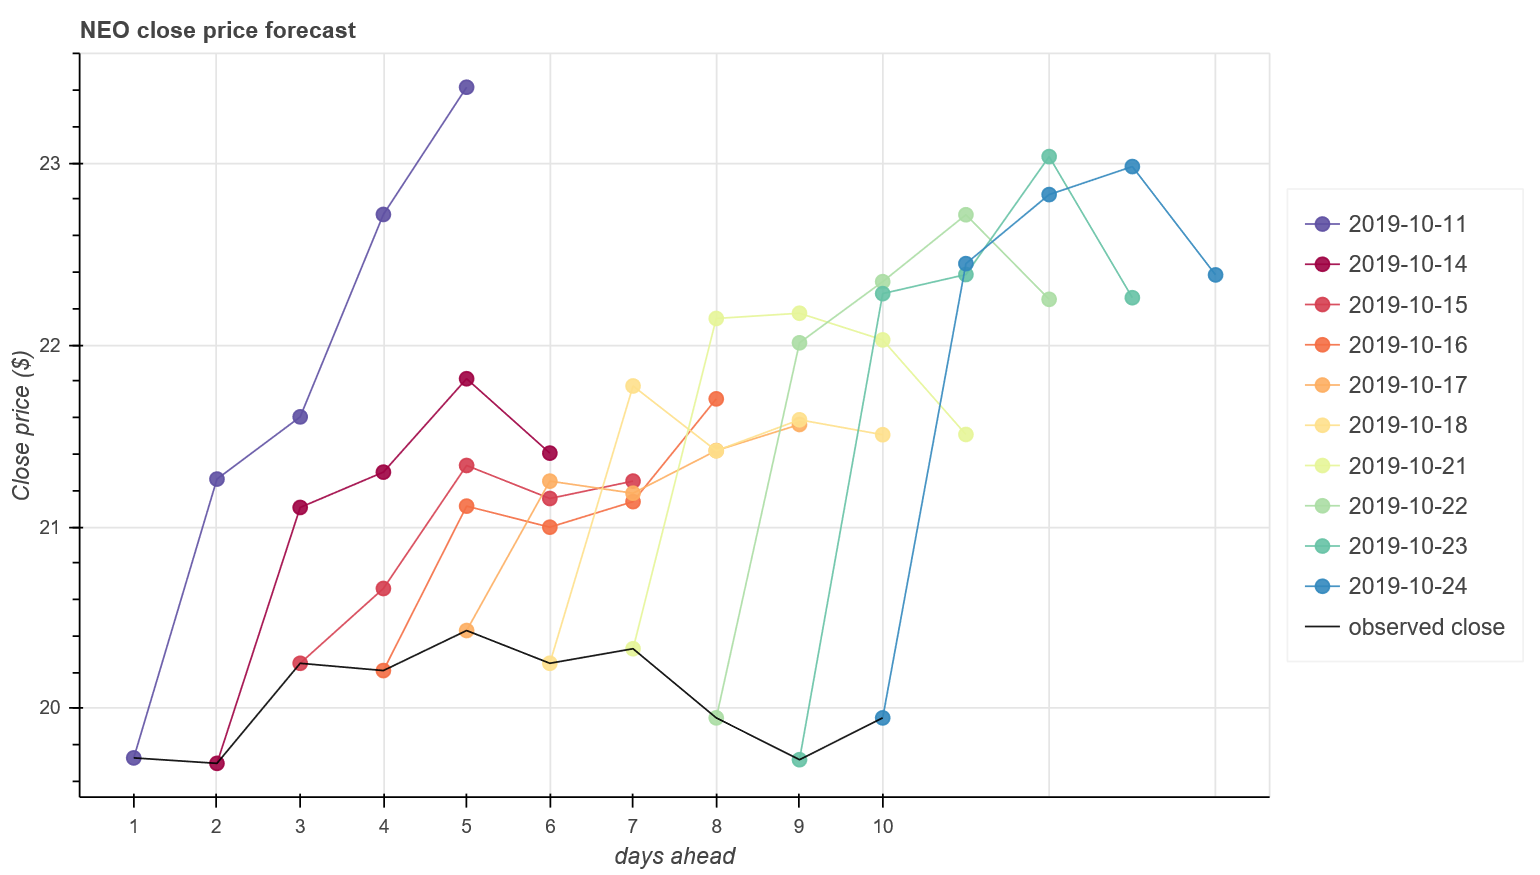 NEO close price forecast
23
22
21
20
Close price ($)
1 2 3 4 5 6 7 8 9 10
days ahead
2019-10-11
2019-10-14
2019-10-15
2019-10-16
2019-10-17
2019-10-18
2019-10-21
2019-10-22
2019-10-23
2019-10-24
observed close